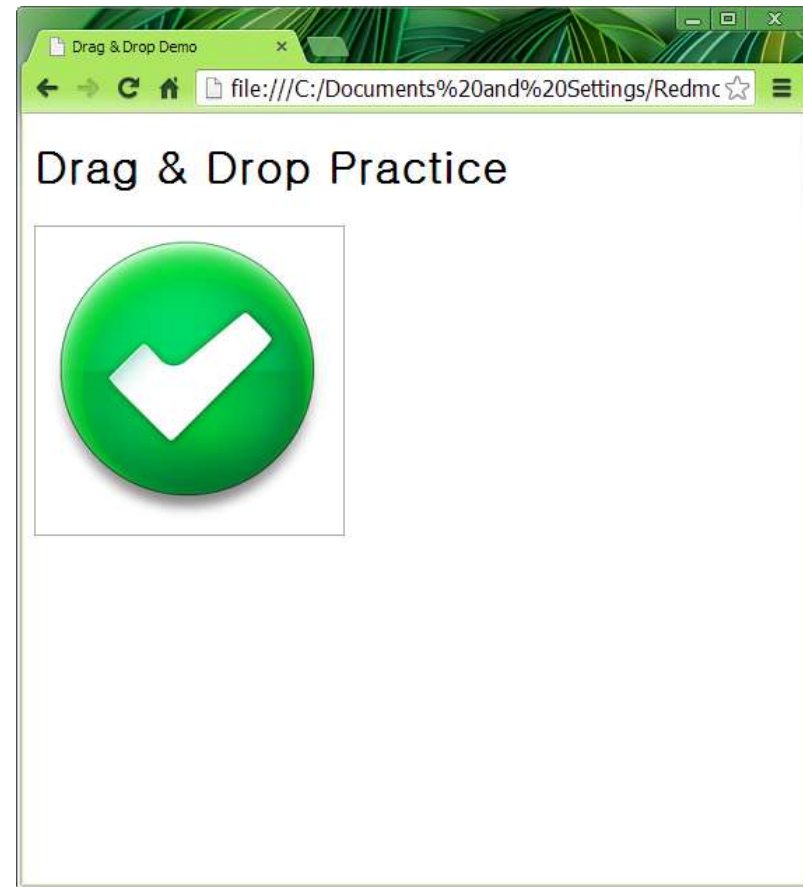 Drag & Drop Demo
file:///C:/Documents%20and%20Settings/Redmc
Drag & Drop Practice